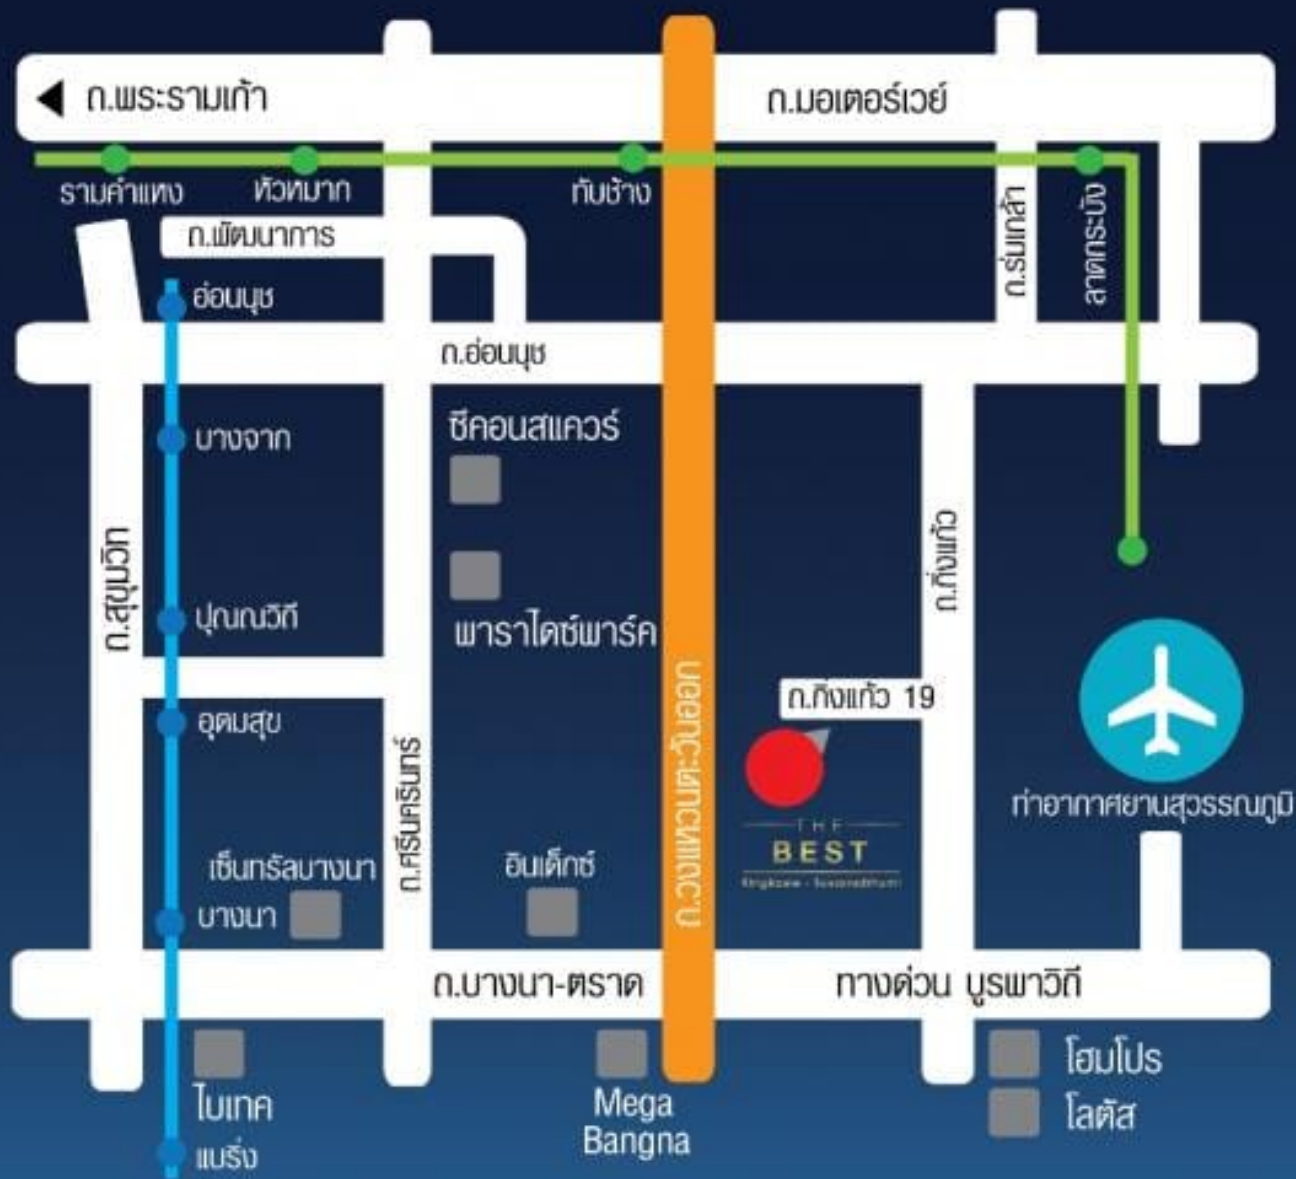 ถ.พระรามเก้า
ถ.มอเตอร์เวย์
รามคำแหง
หัวหมาก
ทับช้าง
ถ.ร่มเกล้า
ลาดกระบัง
ถ.พัฒนาการ
อ่อนนุช
ถ.อ่อนนุช
ซีคอนสแควร์
บางจาก
ถ.สุขุมวิท
ถ.กิ่งแก้ว
ปุณณวิถี
พาราไดซ์พาร์ค
ถ.วงแหวนตะวันออก
ถ.กิ่งแก้ว 19
อุดมสุข
ถ.ศรีนครินทร์
ท่าอากาศยานสุวรรณภูมิ
THE
BEST
Kingkaew - Suvarnabhumi
เซ็นทรัลบางนา
อินเด็กซ์
บางนา
ถ.บางนา-ตราด
ทางด่วน บูรพาวิถี
ไบเทค
Mega
Bangna
โฮมโปร
โลตัส
แบริ่ง